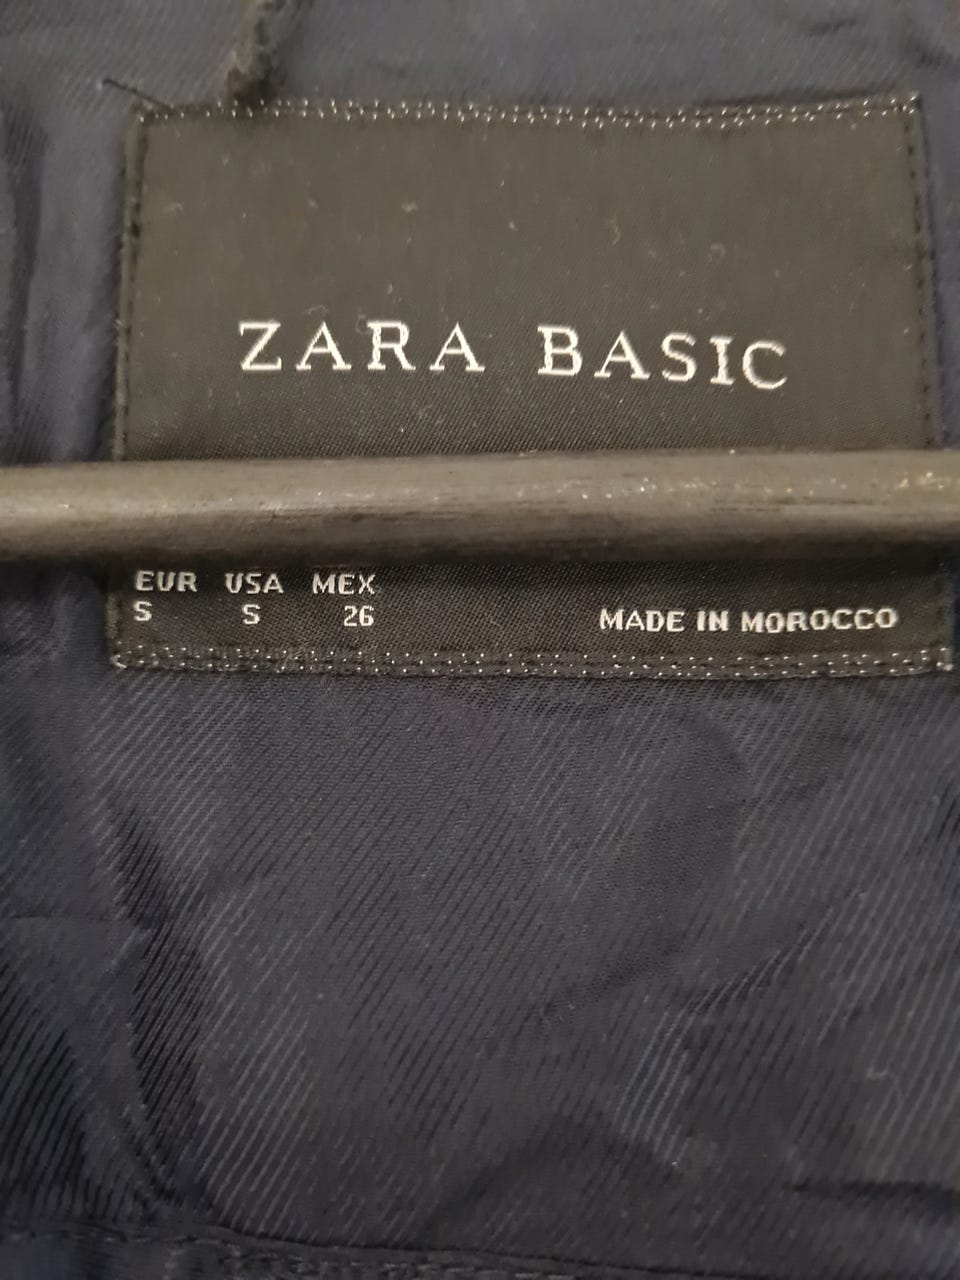 ZARA BASIC
EUR USA MEX
S S 26
MADE IN MOROCCO